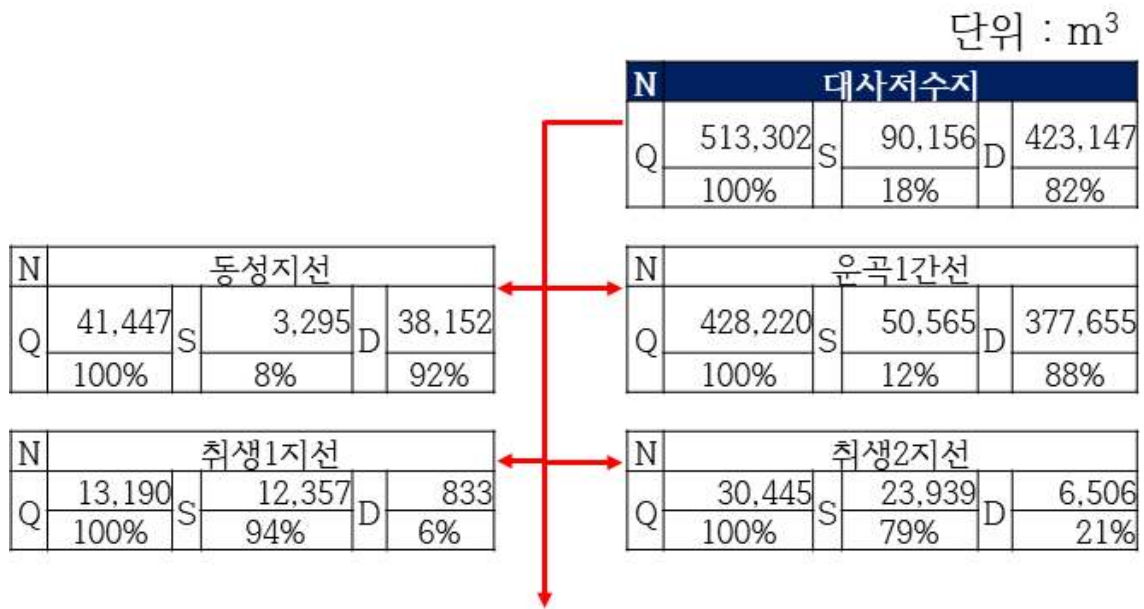 단위 : m³
N 대사저수지
Q 513,302 S 90,156 D 423,147
100% 18% 82%
N 동성지선
Q 41,447 S 3,295 D 38,152
100% 8% 92%
N 운곡1간선
Q 428,220 S 50,565 D 377,655
100% 12% 88%
N 취생1지선
Q 13,190 S 12,357 D 833
100% 94% 6%
N 취생2지선
Q 30,445 S 23,939 D 6,506
100% 79% 21%